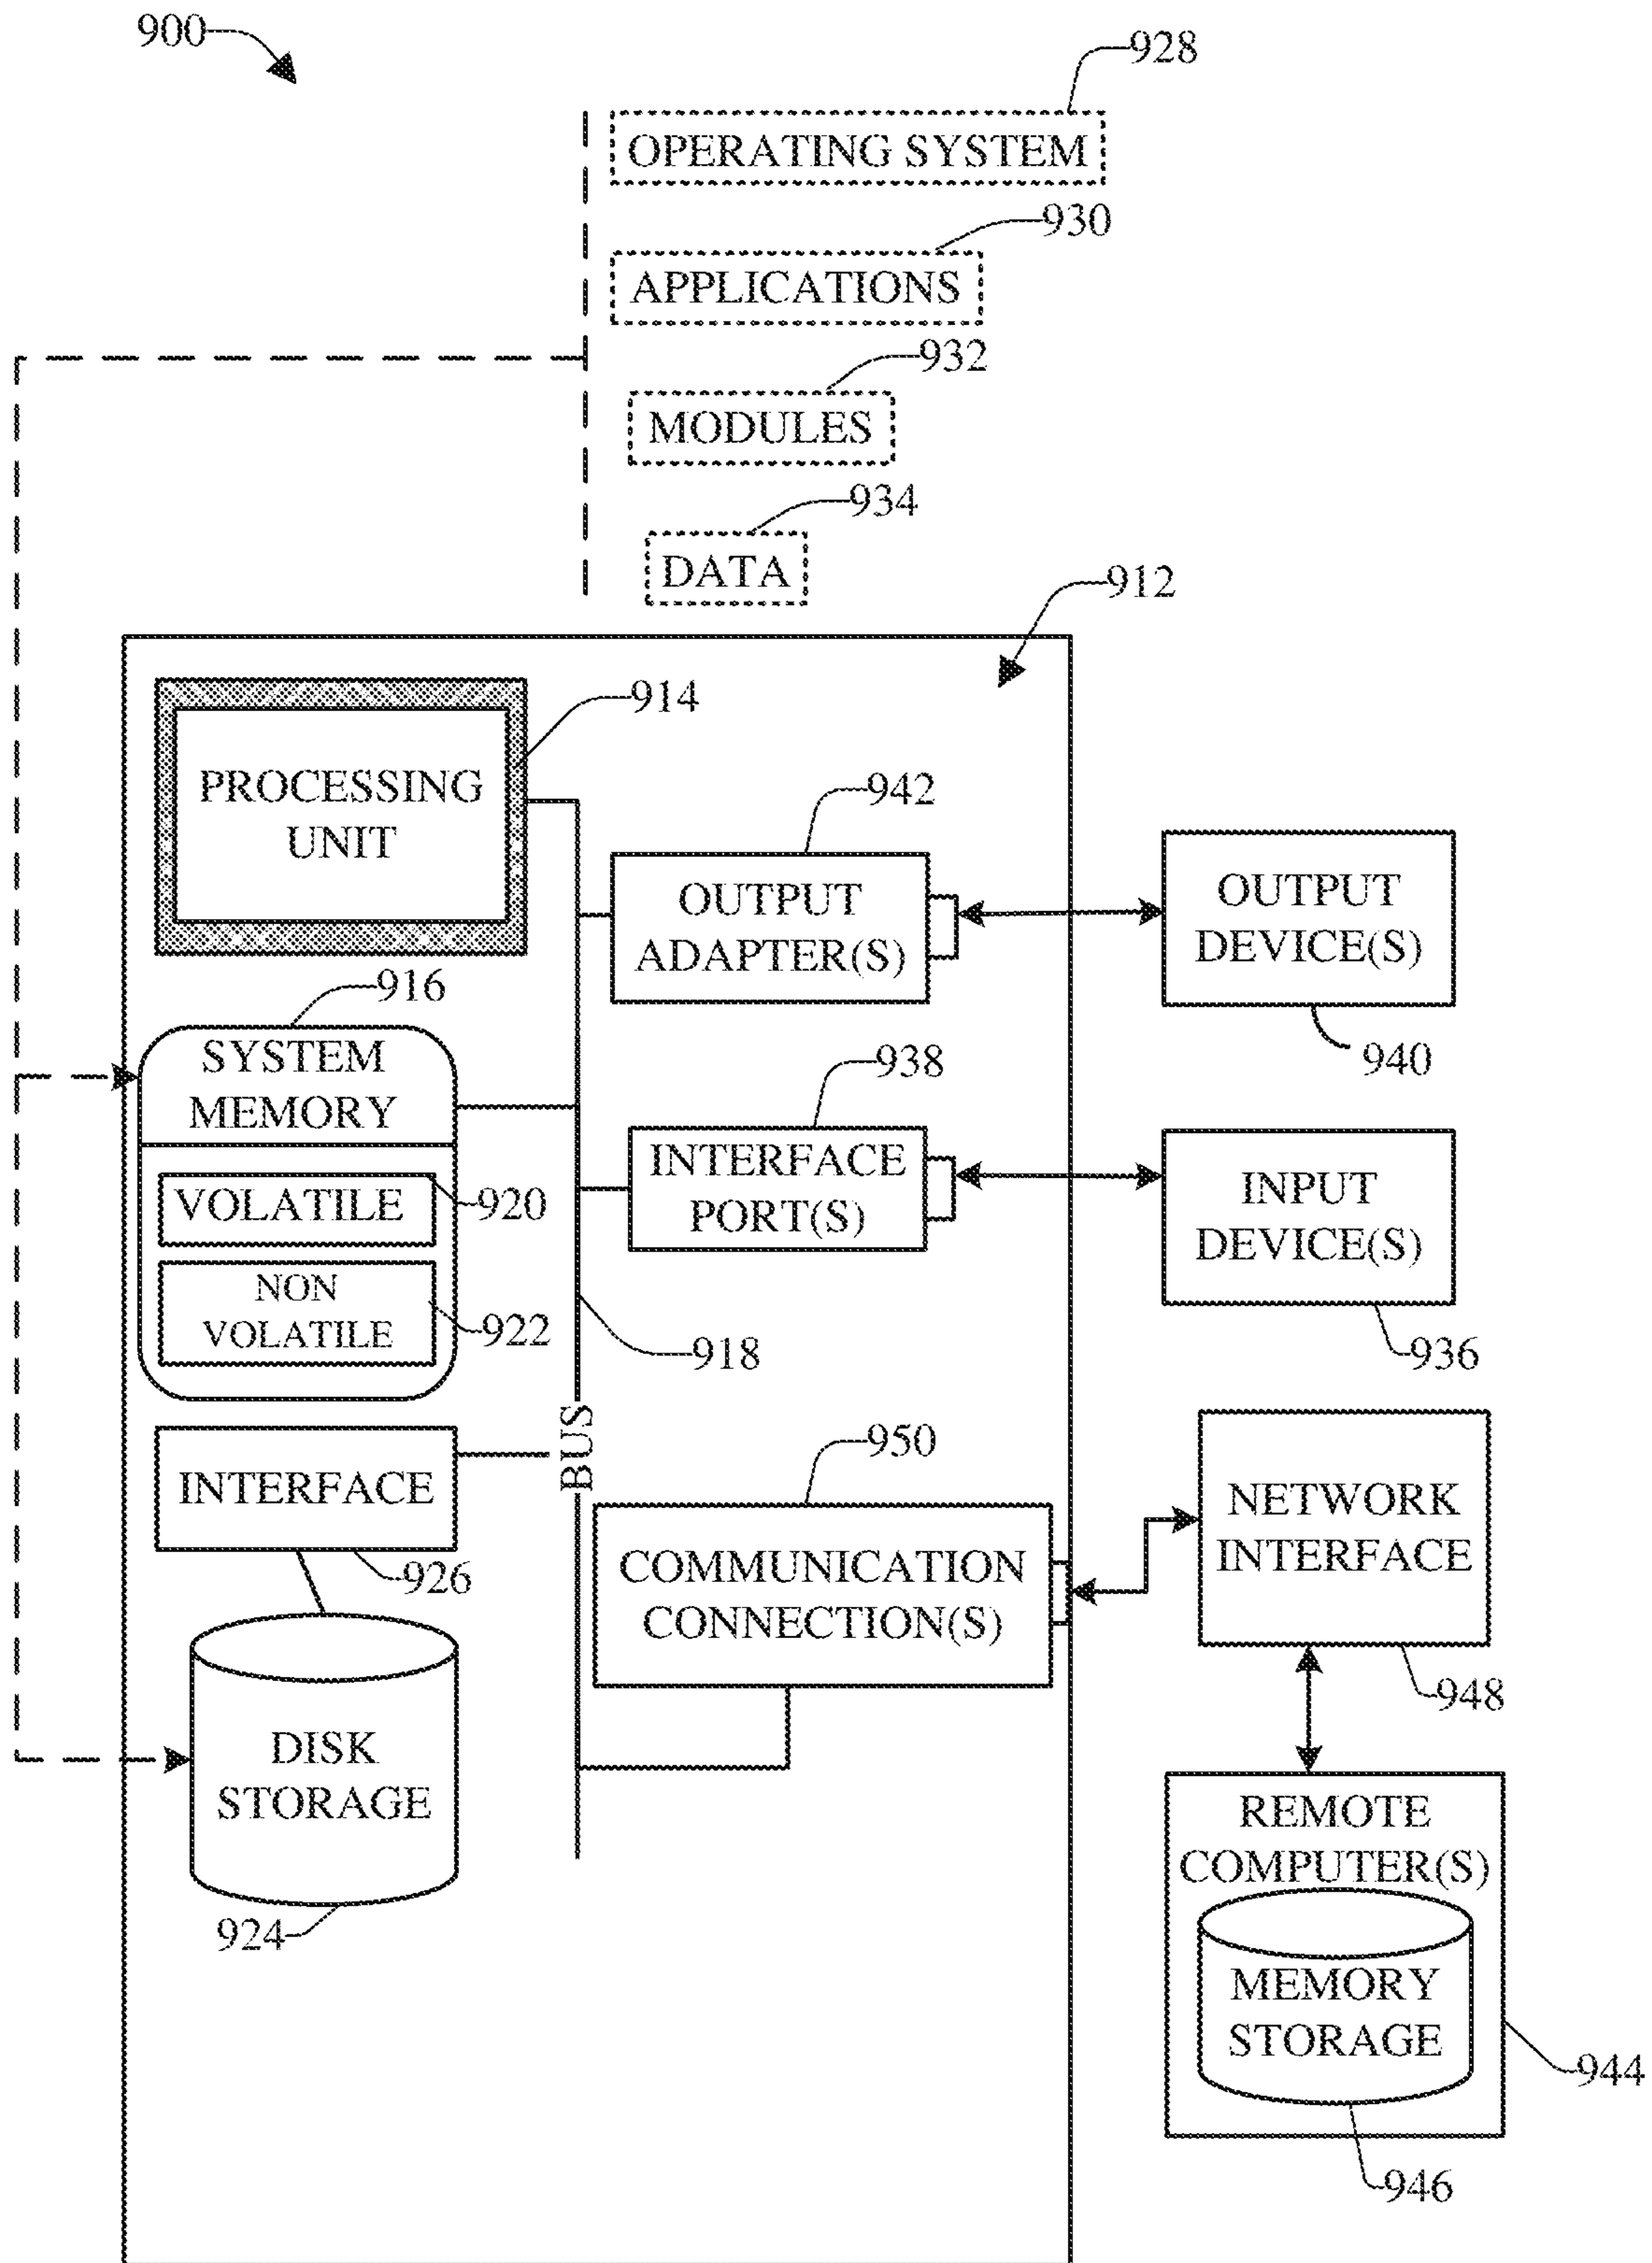 900
928
OPERATING SYSTEM
930
APPLICATIONS
932
MODULES
934
DATA
912
914
PROCESSING
UNIT
942
OUTPUT
ADAPTER(S)
OUTPUT
DEVICE(S)
940
916
SYSTEM
MEMORY
VOLATILE
920
NON
VOLATILE
922
938
INTERFACE
PORT(S)
INPUT
DEVICE(S)
936
918
BUS
INTERFACE
926
950
COMMUNICATION
CONNECTION(S)
NETWORK
INTERFACE
948
DISK
STORAGE
924
REMOTE
COMPUTER(S)
MEMORY
STORAGE
944
946